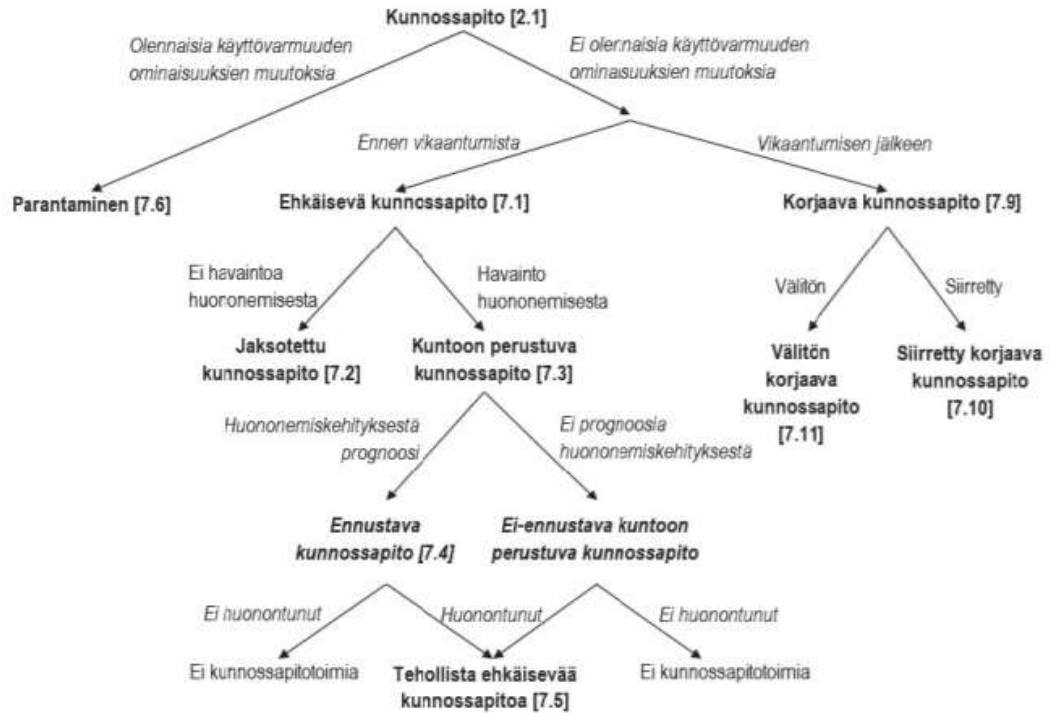 Kunnossapito [2.1]
Olennaisia käyttövarmuuden
ominaisuuksien muutoksia
Ei olennaisia käyttövarmuuden
ominaisuuksien muutoksia
Ennen vikaantumista
Vikaantumisen jälkeen
Parantaminen [7.6]
Ehkäisevä kunnossapito [7.1]
Korjaava kunnossapito [7.9]
Ei havaintoa
huononemisesta
Havainto
huononemisesta
Välitön
Siirretty
Jaksotettu
kunnossapito [7.2]
Kuntoon perustuva
kunnossapito [7.3]
Välitön
korjaava
kunnossapito
[7.11]
Siirretty korjaava
kunnossapito
[7.10]
Huononemiskehityksestä
prognoosi
Ei prognoosia
huononemiskehityksestä
Ennustava
kunnossapito [7.4]
Ei-ennustava kuntoon
perustuva kunnossapito
Ei huonontunut
Huonontunut
Ei huonontunut
Ei kunnossapitotoimia
Tehollista ehkäisevää
kunnossapitoa [7.5]
Ei kunnossapitotoimia